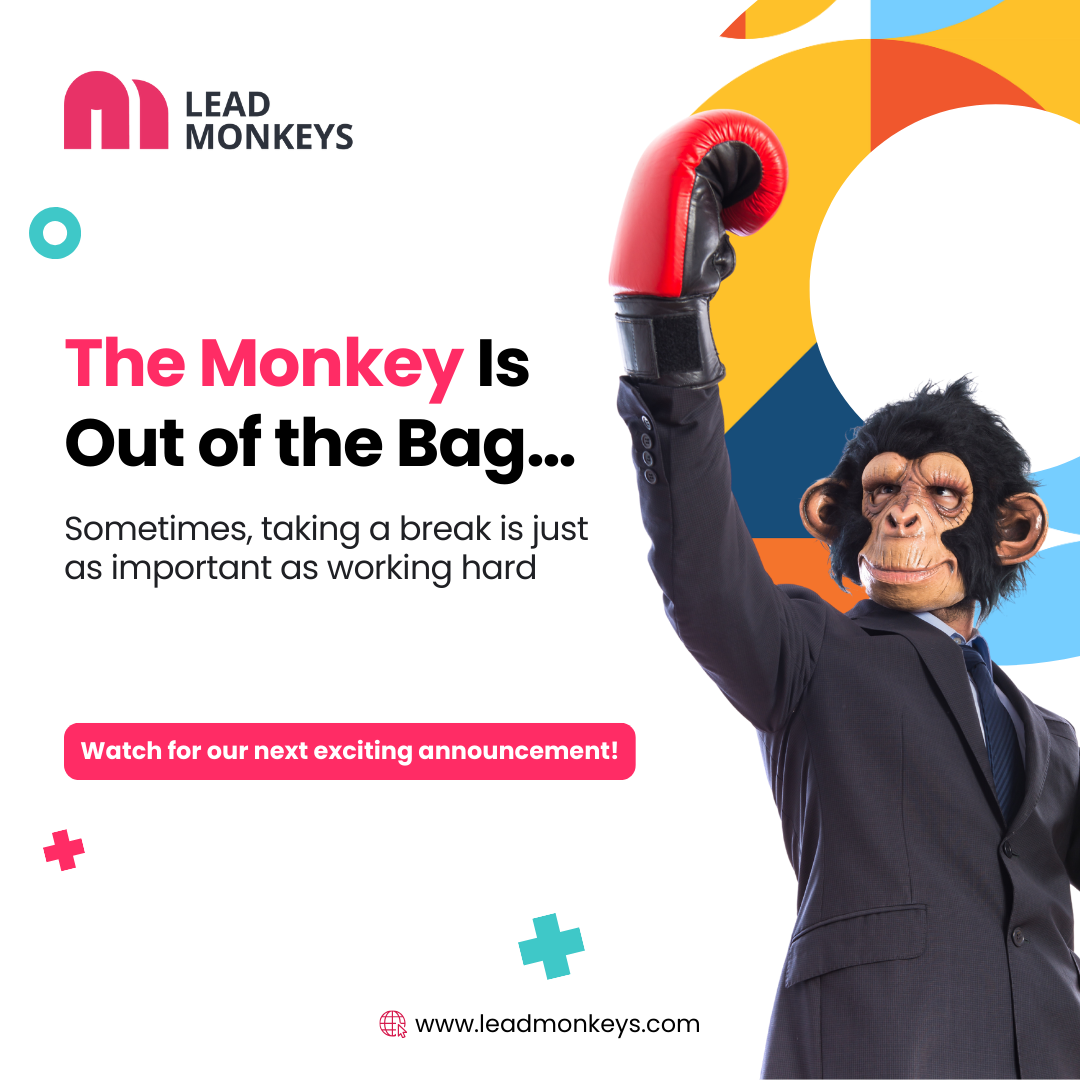 LEAD
MONKEYS
The Monkey Is
Out of the Bag...
Sometimes, taking a break is just
as important as working hard
Watch for our next exciting announcement!
www.leadmonkeys.com